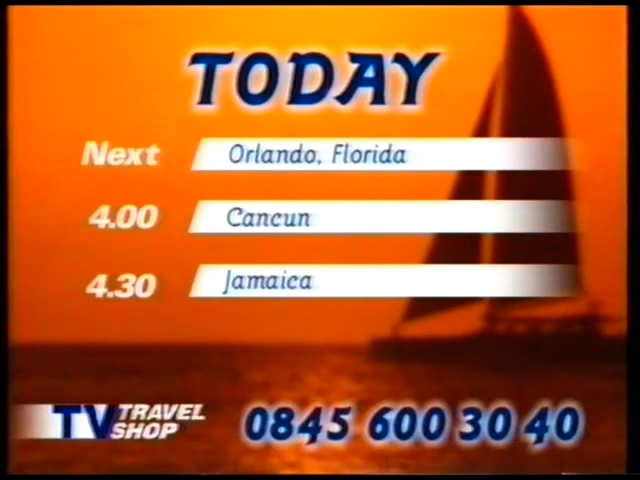 TODAY
Next Orlando, Florida
4.00 Cancun
4.30 Jamaica
TV TRAVEL SHOP
0845 600 30 40